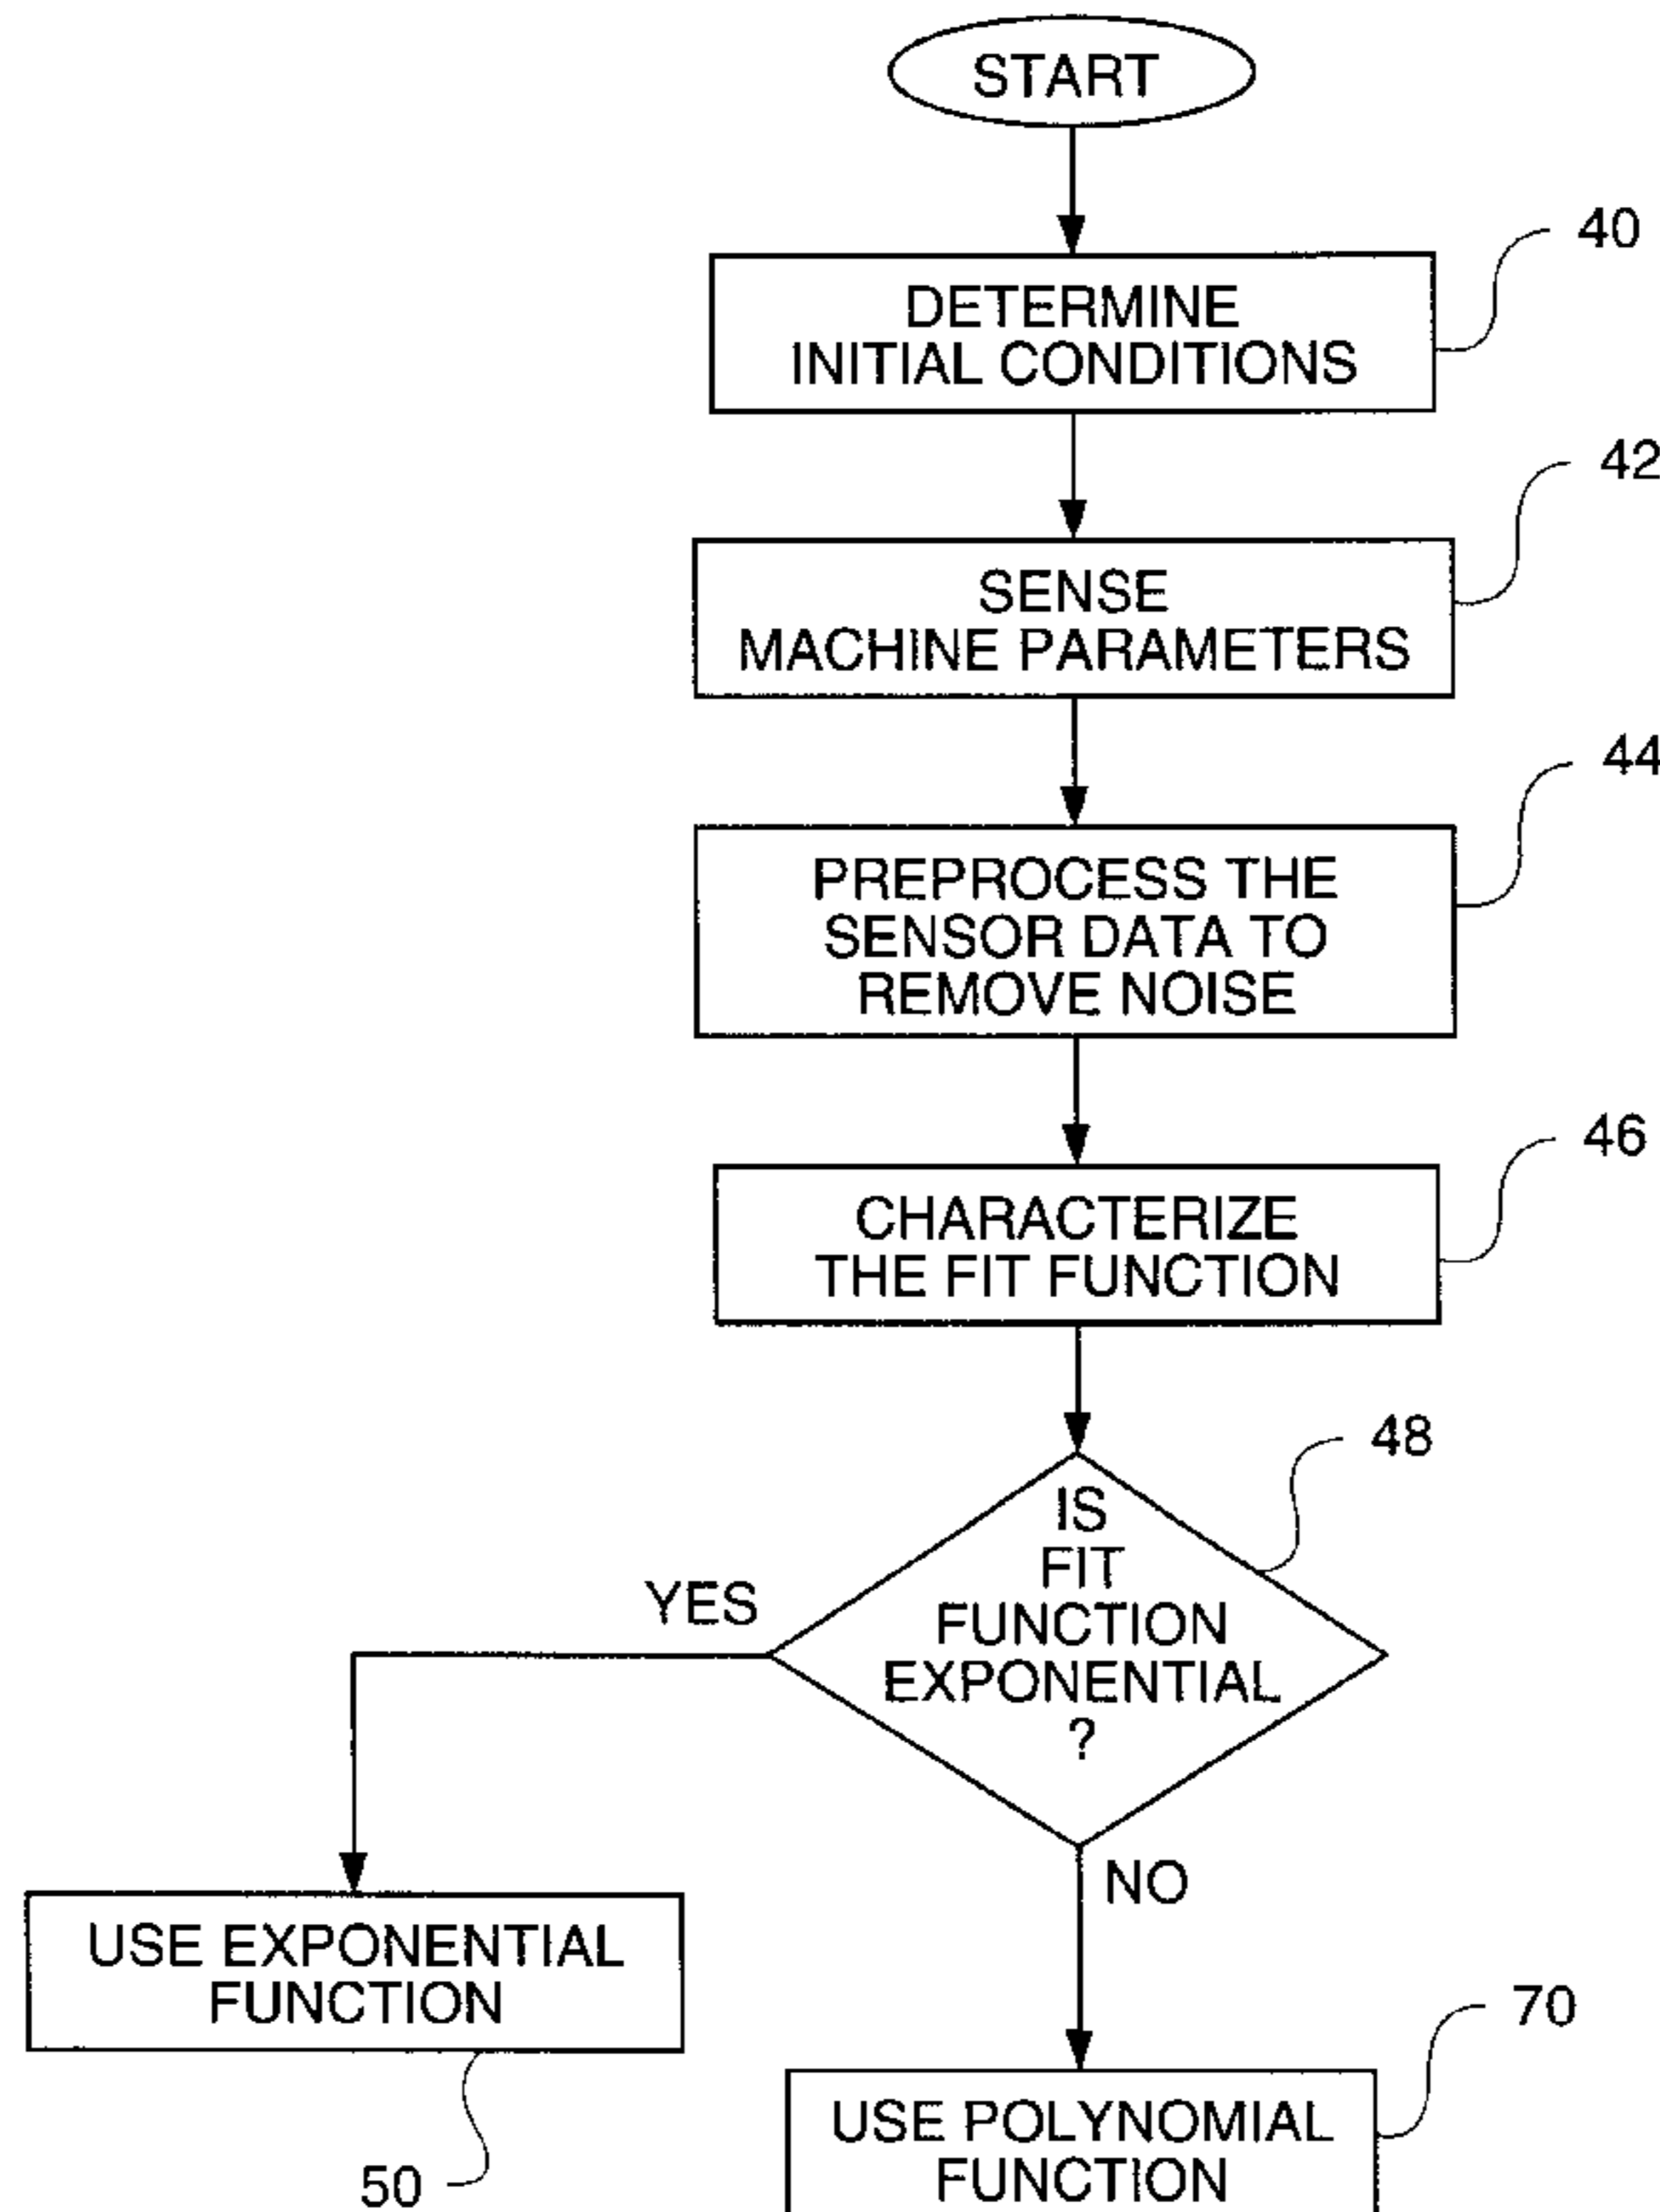 START
40
DETERMINE
INITIAL CONDITIONS
42
SENSE
MACHINE PARAMETERS
44
PREPROCESS THE
SENSOR DATA TO
REMOVE NOISE
46
CHARACTERIZE
THE FIT FUNCTION
48
IS
FIT
FUNCTION
EXPONENTIAL
?
YES
NO
USE EXPONENTIAL
FUNCTION
50
70
USE POLYNOMIAL
FUNCTION